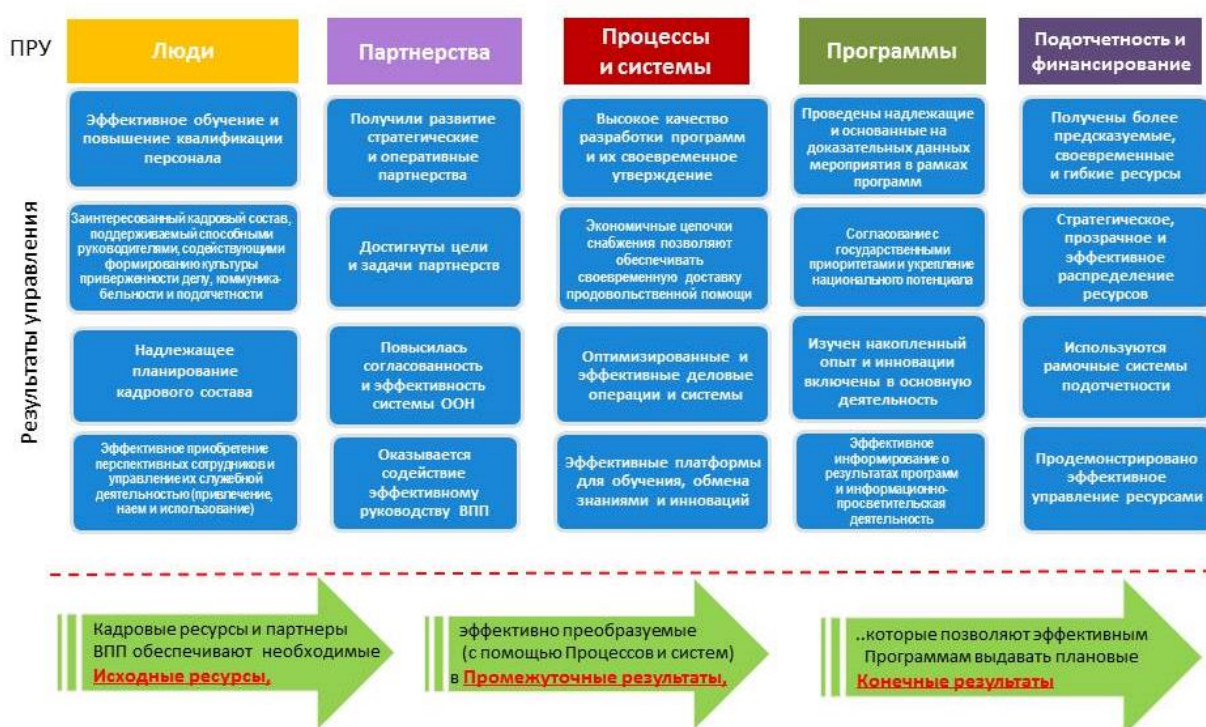 ПРУ
Люди
Партнерства
Процессы
и системы
Программы
Подотчетность и
финансирование
Результаты управления
Эффективное обучение и
повышение квалификации
персонала
Получили развитие
стратегические
и оперативные
партнерства
Высокое качество
разработки программ
и их своевременное
утверждение
Проведены надлежащие
и основанные на
доказательных данных
мероприятия в рамках
программ
Получены более
предсказуемые,
своевременные
и гибкие ресурсы
Заинтересованный кадровый состав,
поддерживаемый способными
руководителями, содействующими
формированию культуры
приверженности делу, коммуника-
бельности и подотчетности
Достигнуты цели
и задачи партнерств
Экономичные цепочки
снабжения позволяют
обеспечивать
своевременную доставку
продовольственной помощи
Согласование с
государственными
приоритетами и укрепление
национального потенциала
Стратегическое,
прозрачное и
эффективное
распределение
ресурсов
Надлежащее
планирование
кадрового состава
Повысилась
согласованность
и эффективность
системы ООН
Оптимизированные и
эффективные деловые
операции и системы
Изучен накопленный
опыт и инновации
включены в основную
деятельность
Используются
рамочные системы
подотчетности
Эффективное приобретение
перспективных сотрудников и
управление их служебной
деятельностью (привлечение,
наем и использование)
Оказывается
содействие
эффективному
руководству ВПП
Эффективные платформы
для обучения, обмена
знаниями и инноваций
Эффективное
информирование о
результатах программ
и информационно-
просветительская
деятельность
Продемонстрировано
эффективное
управление ресурсами
Кадровые ресурсы и партнеры
ВПП обеспечивают необходимые
Исходные ресурсы,
эффективно преобразуемые
(с помощью Процессов и систем)
в Промежуточные результаты,
..которые позволяют эффективным
Программам выдавать плановые
Конечные результаты